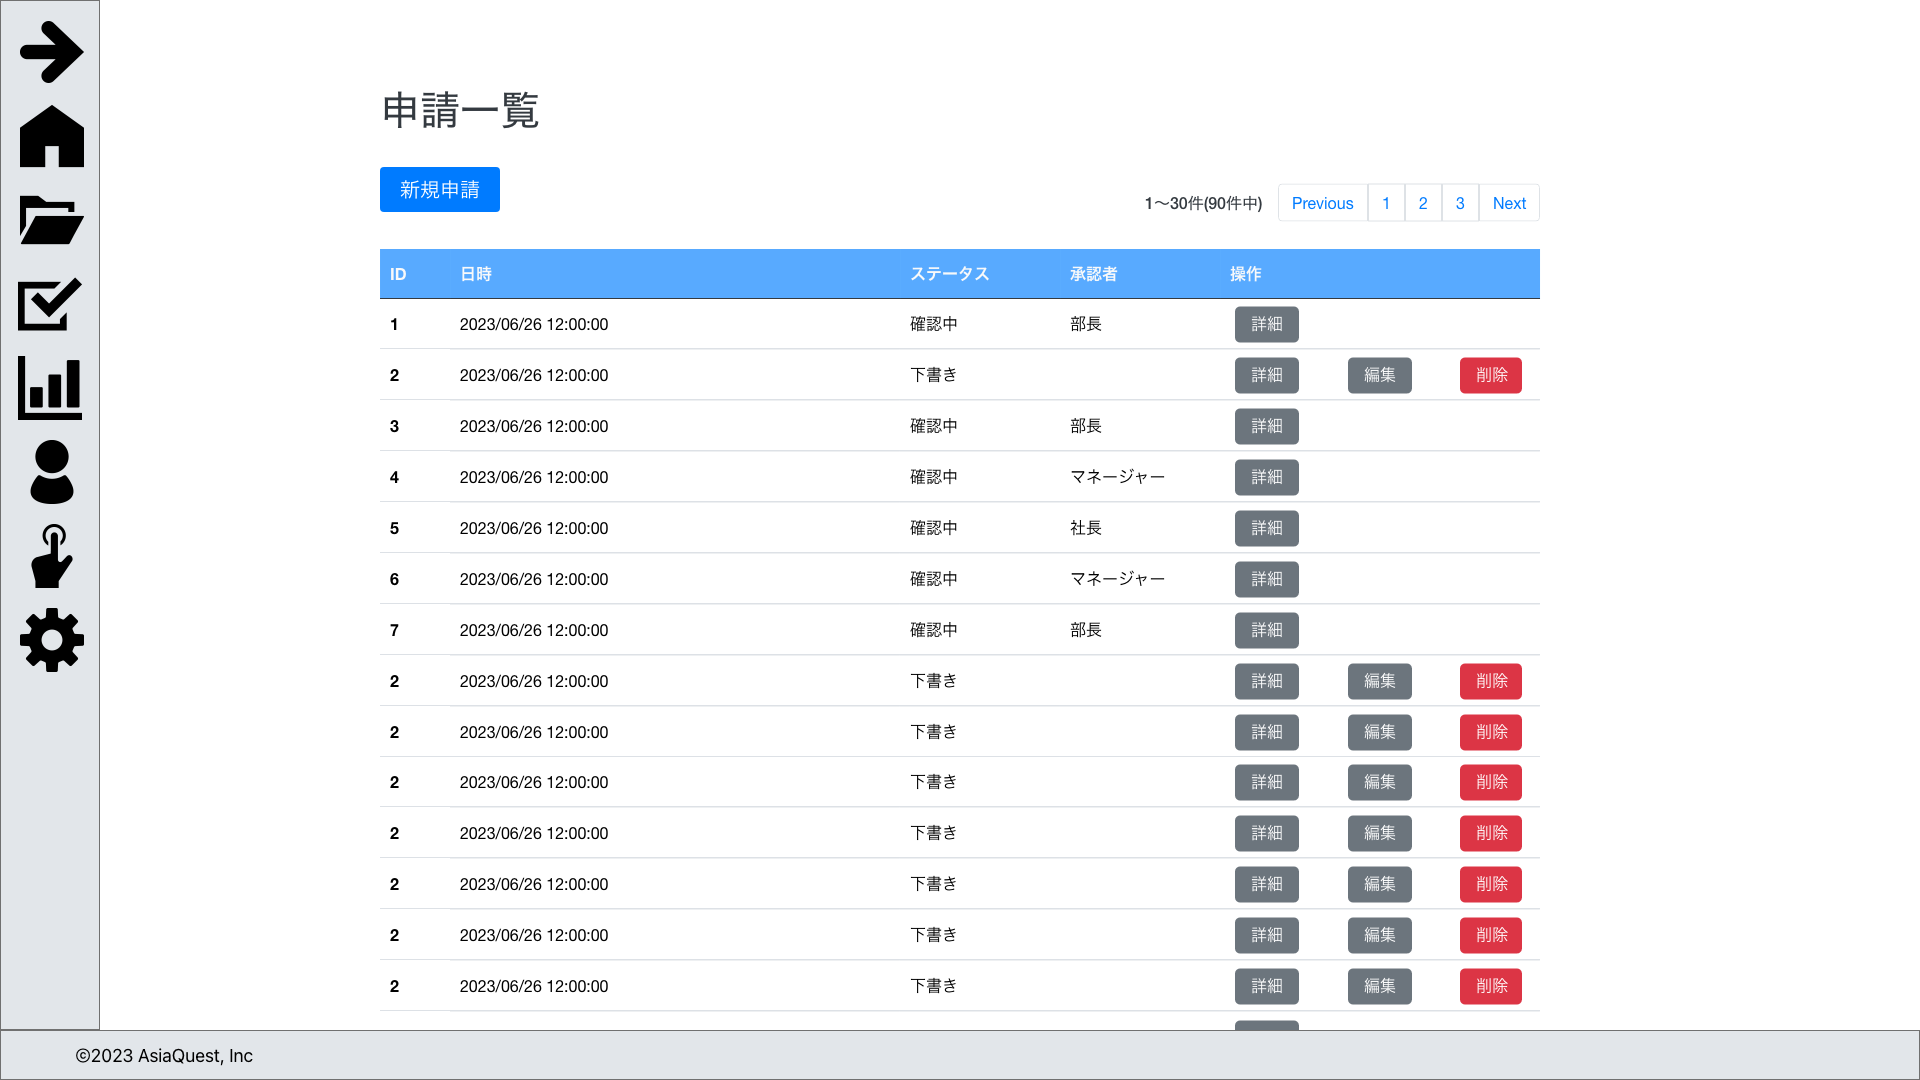 申請一覧
新規申請
1〜30件(90件中) Previous 1 2 3 Next
ID 日時 ステータス 承認者 操作
1 2023/06/26 12:00:00 確認中 部長 詳細
2 2023/06/26 12:00:00 下書き 詳細 編集 削除
3 2023/06/26 12:00:00 確認中 部長 詳細
4 2023/06/26 12:00:00 確認中 マネージャー 詳細
5 2023/06/26 12:00:00 確認中 社長 詳細
6 2023/06/26 12:00:00 確認中 マネージャー 詳細
7 2023/06/26 12:00:00 確認中 部長 詳細
2 2023/06/26 12:00:00 下書き 詳細 編集 削除
2 2023/06/26 12:00:00 下書き 詳細 編集 削除
2 2023/06/26 12:00:00 下書き 詳細 編集 削除
2 2023/06/26 12:00:00 下書き 詳細 編集 削除
2 2023/06/26 12:00:00 下書き 詳細 編集 削除
2 2023/06/26 12:00:00 下書き 詳細 編集 削除
2 2023/06/26 12:00:00 下書き 詳細 編集 削除
©2023 AsiaQuest, Inc